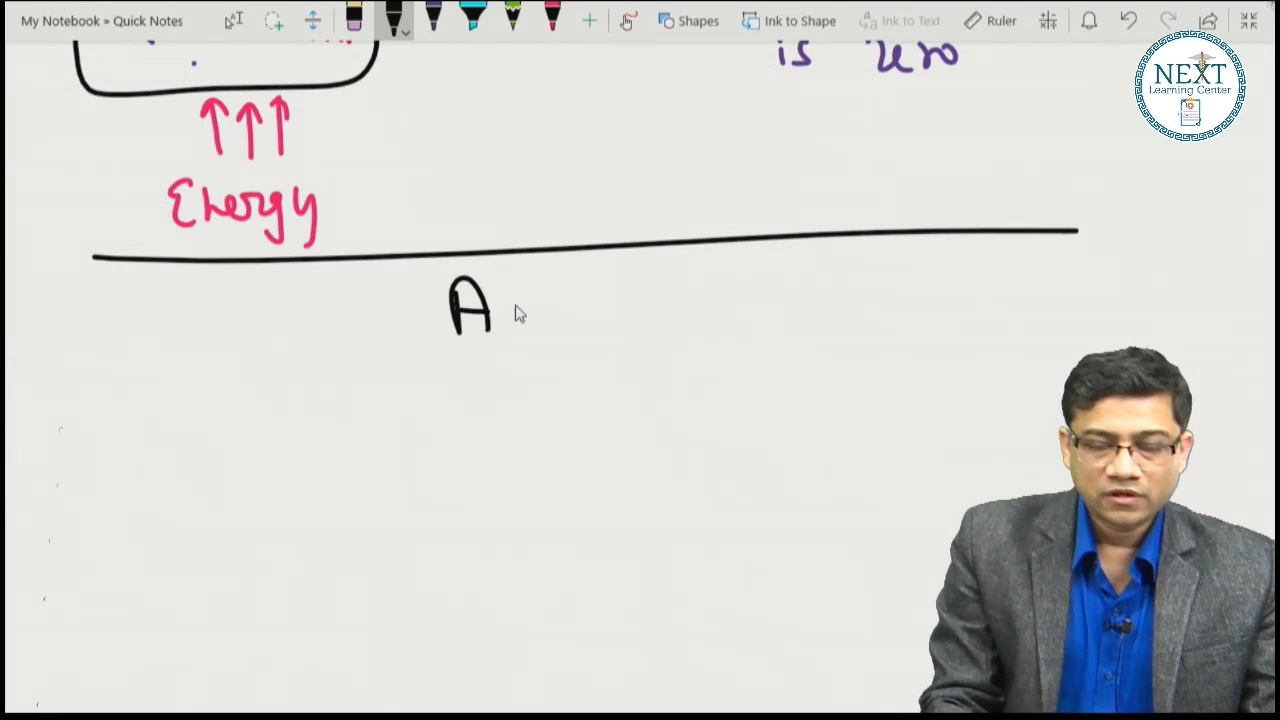 My Notebook » Quick Notes
Shapes
Ink to Shape
Ink to Text
Ruler
is zero
NEXT
Learning Center
Energy
A